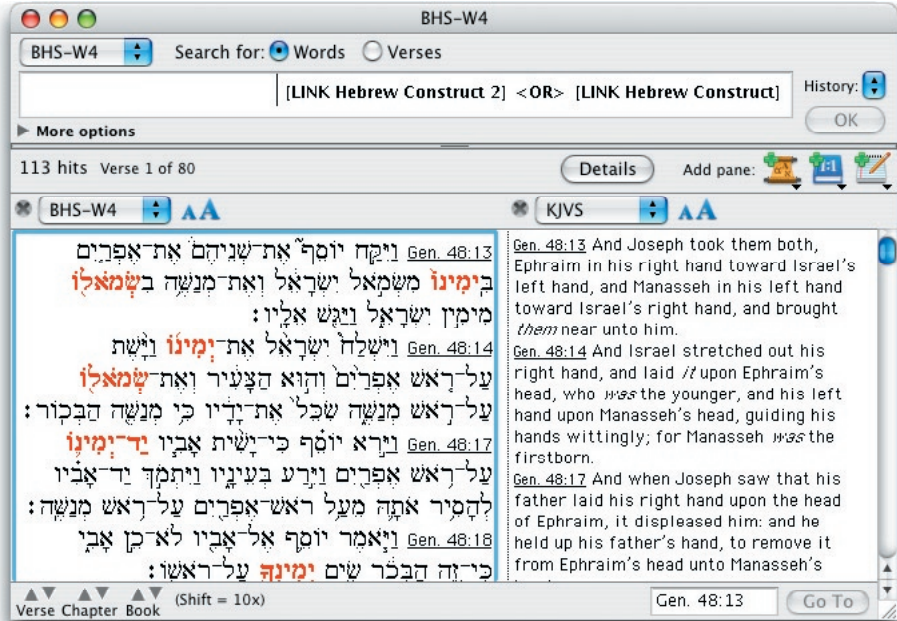 BHS-W4
BHS-W4 Search for: Words Verses
[LINK Hebrew Construct 2] <OR> [LINK Hebrew Construct]
History:
OK
More options
113 hits Verse 1 of 80 Details Add pane:
BHS-W4 AA
Gen. 48:13 וַיִּקַּח יוֹסֵף֮ אֶת־שְׁנֵיהֶם֒ אֶת־אֶפְרַ֤יִם
בִּֽימִינוֹ֙ מִשְּׂמֹ֣אל יִשְׂרָאֵ֔ל וְאֶת־מְנַשֶּׁ֥ה בִשְׂמֹאל֖וֹ
מִימִ֣ין יִשְׂרָאֵ֑ל וַיַּגֵּ֖שׁ אֵלָֽיו׃
Gen. 48:14 וַיִּשְׁלַח֩ יִשְׂרָאֵ֨ל אֶת־יְמִינ֜וֹ וַיָּ֨שֶׁת
עַל־רֹ֤אשׁ אֶפְרַ֙יִם֙ וְה֣וּא הַצָּעִ֔יר וְאֶת־שְׂמֹאל֖וֹ
עַל־רֹ֣אשׁ מְנַשֶּׁ֑ה שִׂכֵּל֙ אֶת־יָדָ֔יו כִּ֥י מְנַשֶּׁ֖ה הַבְּכֽוֹר׃
Gen. 48:17 וַיַּ֣רְא יוֹסֵ֗ף כִּי־יָשִׁ֨ית אָבִ֧יו יַד־יְמִינ֛וֹ
עַל־רֹ֥אשׁ אֶפְרַ֖יִם וַיֵּ֣רַע בְּעֵינָ֑יו וַיִּתְמֹ֣ךְ יַד־אָבִ֗יו
לְהָסִ֥יר אֹתָ֛הּ מֵעַ֥ל רֹאשׁ־אֶפְרַ֖יִם עַל־רֹ֥אשׁ מְנַשֶּֽׁה׃
Gen. 48:18 וַיֹּ֧אמֶר יוֹסֵ֛ף אֶל־אָבִ֖יו לֹא־כֵ֣ן אָבִ֑י
כִּי־זֶ֣ה הַבְּכֹ֔ר שִׂ֥ים יְמִינְךָ֖ עַל־רֹאשֽׁוֹ׃
KJVS AA
Gen. 48:13 And Joseph took them both,
Ephraim in his right hand toward Israel's
left hand, and Manasseh in his left hand
toward Israel's right hand, and brought
them near unto him.
Gen. 48:14 And Israel stretched out his
right hand, and laid it upon Ephraim's
head, who was the younger, and his left
hand upon Manasseh's head, guiding his
hands wittingly; for Manasseh was the
firstborn.
Gen. 48:17 And when Joseph saw that his
father laid his right hand upon the head
of Ephraim, it displeased him: and he
held up his father's hand, to remove it
from Ephraim's head unto Manasseh's
Verse Chapter Book (Shift = 10x)
Gen. 48:13 Go To